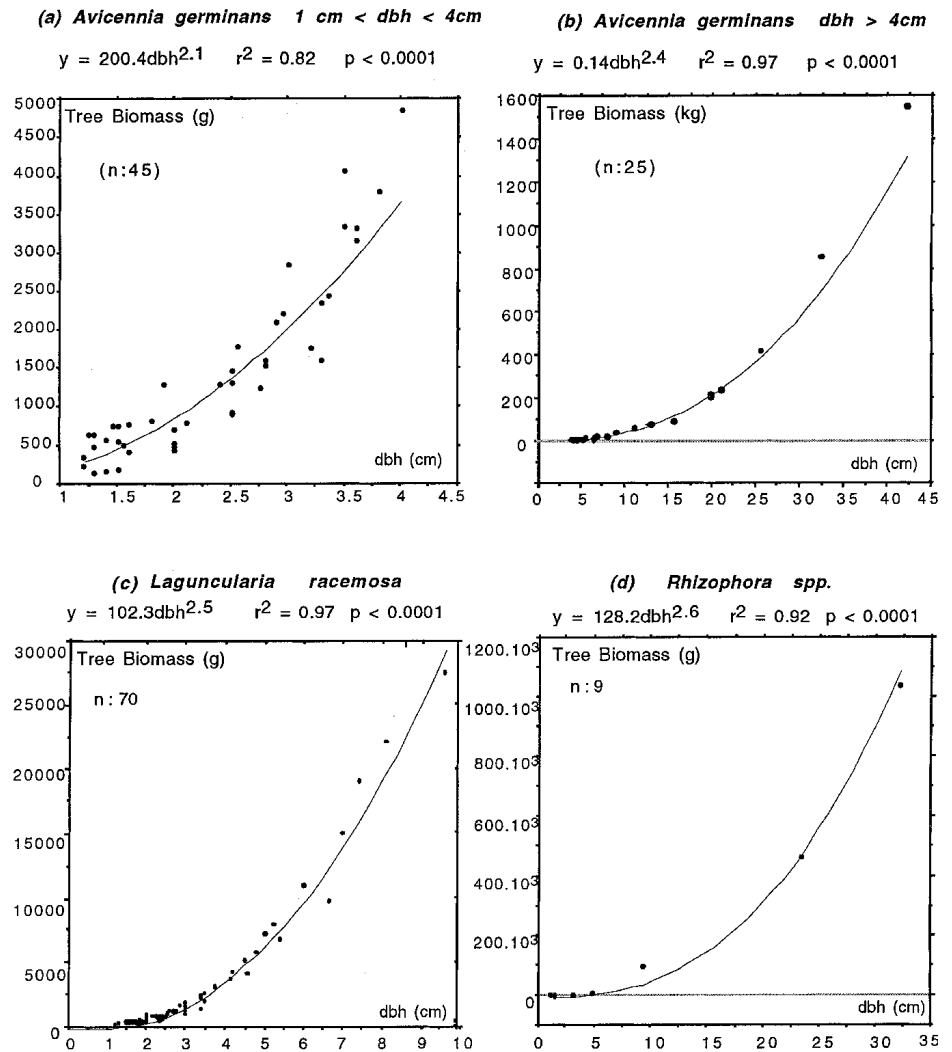 (a) Avicennia germinans 1 cm < dbh < 4cm
y = 200.4dbh2.1 r2 = 0.82 p < 0.0001
5000
4500
4000
3500
3000
2500
2000
1500
1000
500
0
Tree Biomass (g)
(n:45)
dbh (cm)
1 1.5 2 2.5 3 3.5 4 4.5
(b) Avicennia germinans dbh > 4cm
y = 0.14dbh2.4 r2 = 0.97 p < 0.0001
1600
1400
1200
1000
800
600
400
200
0
Tree Biomass (kg)
(n:25)
dbh (cm)
0 5 10 15 20 25 30 35 40 45
(c) Laguncularia racemosa
y = 102.3dbh2.5 r2 = 0.97 p < 0.0001
30000
25000
20000
15000
10000
5000
0
Tree Biomass (g)
n:70
dbh (cm)
0 1 2 3 4 5 6 7 8 9 10
(d) Rhizophora spp.
y = 128.2dbh2.6 r2 = 0.92 p < 0.0001
1200.103
1000.103
800.103
600.103
400.103
200.103
0
Tree Biomass (g)
n:9
dbh (cm)
0 5 10 15 20 25 30 35